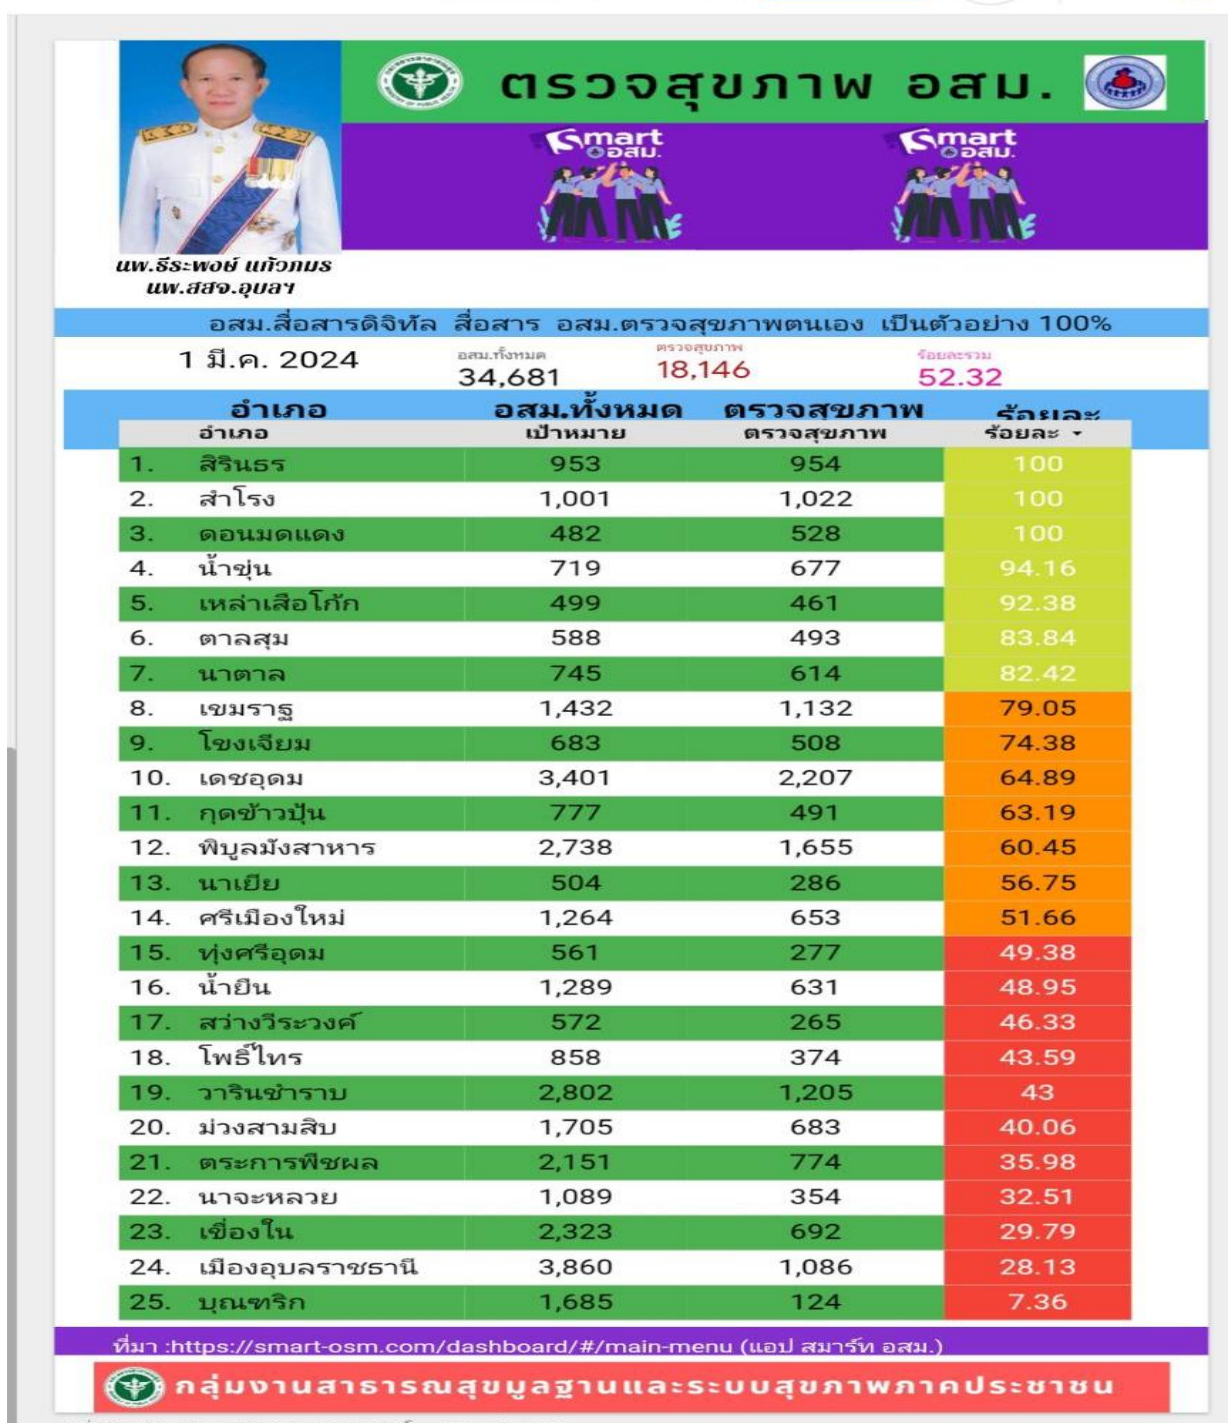 ตรวจสุขภาพ อสม.
Smart
อสม.
Smart
อสม.
นพ.ธีระพงษ์ แก้วภมร
นพ.สสจ.อุบลฯ
อสม.สื่อสารดิจิทัล สื่อสาร อสม.ตรวจสุขภาพตนเอง เป็นตัวอย่าง 100%
1 มี.ค. 2024 อสม.ทั้งหมด ตรวจสุขภาพ ร้อยละรวม
34,681 18,146 52.32
อำเภอ อสม.ทั้งหมด ตรวจสุขภาพ ร้อยละ
อำเภอ เป้าหมาย ตรวจสุขภาพ ร้อยละ
1. สิรินธร 953 954 100
2. สำโรง 1,001 1,022 100
3. ดอนมดแดง 482 528 100
4. น้ำขุ่น 719 677 94.16
5. เหล่าเสือโก้ก 499 461 92.38
6. ตาลสุม 588 493 83.84
7. นาตาล 745 614 82.42
8. เขมราฐ 1,432 1,132 79.05
9. โขงเจียม 683 508 74.38
10. เดชอุดม 3,401 2,207 64.89
11. กุดข้าวปุ้น 777 491 63.19
12. พิบูลมังสาหาร 2,738 1,655 60.45
13. นาเยีย 504 286 56.75
14. ศรีเมืองใหม่ 1,264 653 51.66
15. ทุ่งศรีอุดม 561 277 49.38
16. น้ำยืน 1,289 631 48.95
17. สว่างวีระวงศ์ 572 265 46.33
18. โพธิ์ไทร 858 374 43.59
19. วารินชำราบ 2,802 1,205 43
20. ม่วงสามสิบ 1,705 683 40.06
21. ตระการพืชผล 2,151 774 35.98
22. นาจะหลวย 1,089 354 32.51
23. เขื่องใน 2,323 692 29.79
24. เมืองอุบลราชธานี 3,860 1,086 28.13
25. บุณฑริก 1,685 124 7.36
ที่มา :https://smart-osm.com/dashboard/#/main-menu (แอป สมาร์ท อสม.)
กลุ่มงานสาธารณสุขมูลฐานและระบบสุขภาพภาคประชาชน